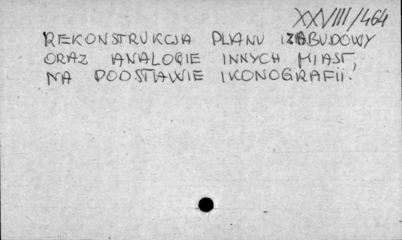 XXVIII/464
REKONSTRUKCJA PLANU I ZABUDOWY
ORAZ ANALOGIE INNYCH MIAST,
NA PODSTAWIE IKONOGRAFII.